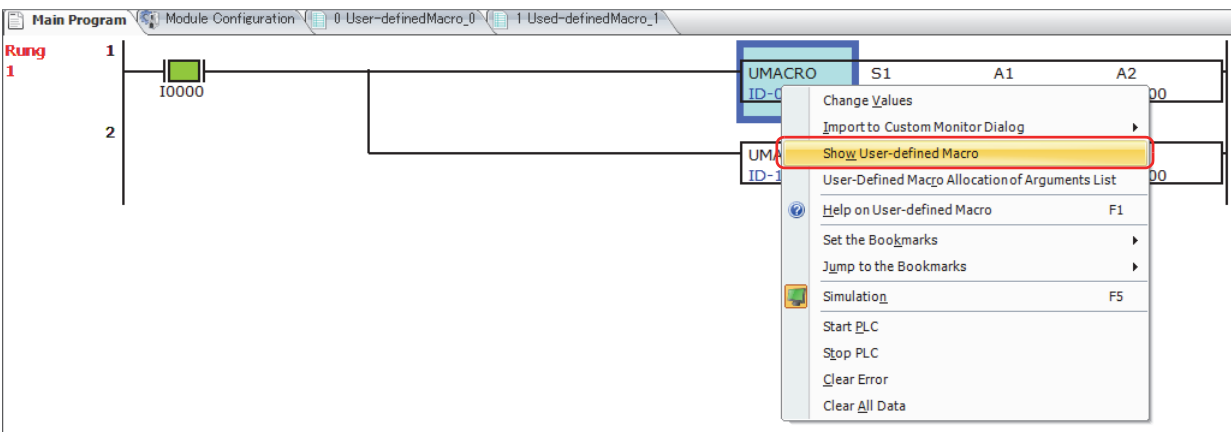 Main Program Module Configuration 0 User-definedMacro_0 1 Used-definedMacro_1
Rung 1
1
I0000
UMACRO S1 A1 A2
ID-0 00
2
UMA
ID-1 00
Change Values
Import to Custom Monitor Dialog
Show User-defined Macro
User-Defined Macro Allocation of Arguments List
Help on User-defined Macro F1
Set the Bookmarks
Jump to the Bookmarks
Simulation F5
Start PLC
Stop PLC
Clear Error
Clear All Data